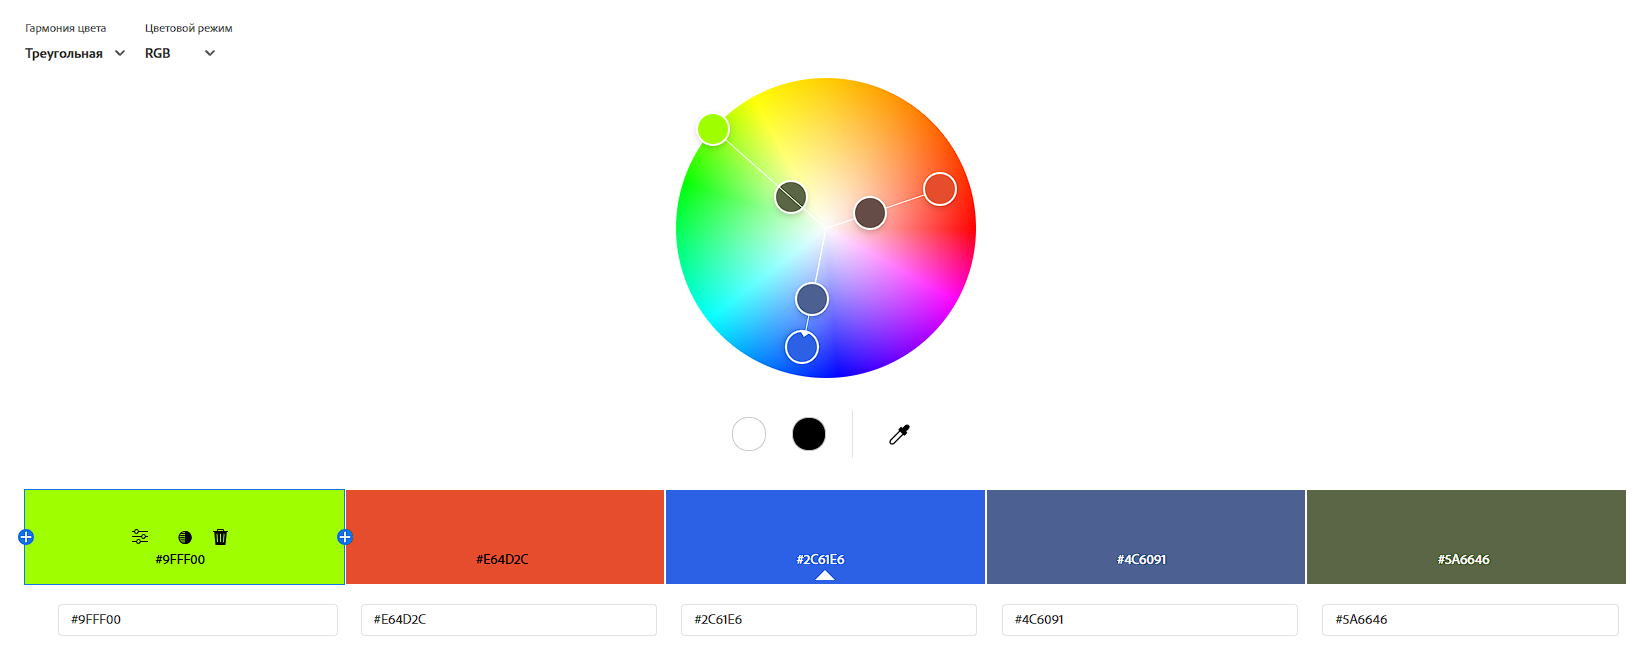 Гармония цвета
Цветовой режим
Треугольная
RGB
#9FFF00
#E64D2C
#2C61E6
#4C6091
#5A6646
#9FFF00
#E64D2C
#2C61E6
#4C6091
#5A6646